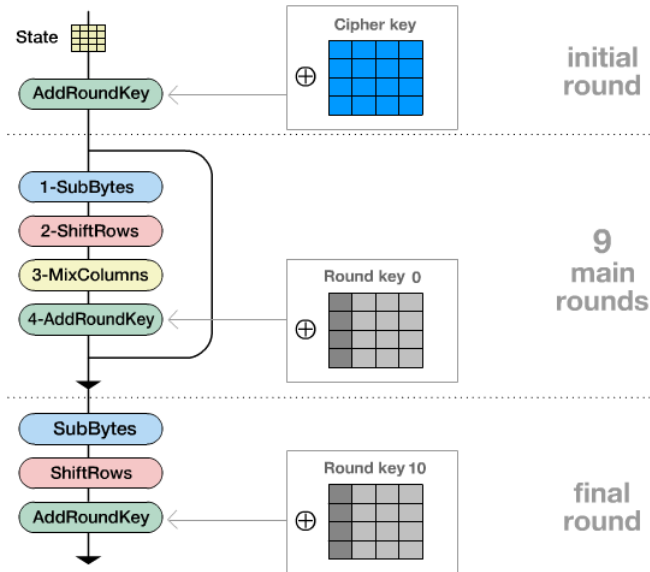 State
Cipher key
AddRoundKey
initial
round
1-SubBytes
2-ShiftRows
3-MixColumns
4-AddRoundKey
Round key 0
9
main
rounds
SubBytes
ShiftRows
AddRoundKey
Round key 10
final
round